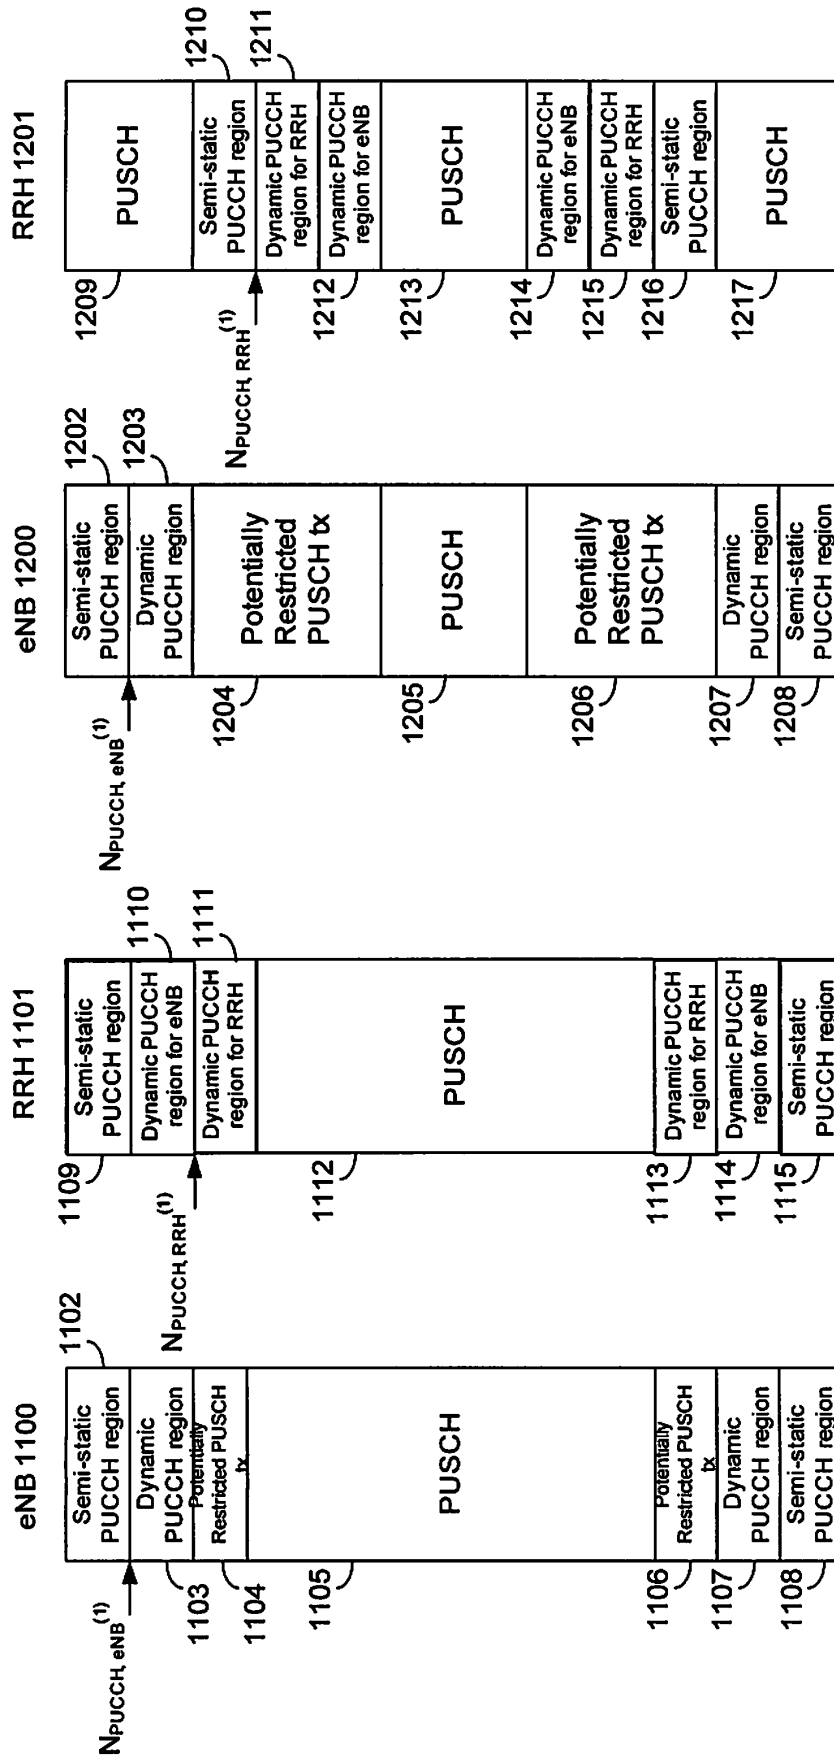 eNB 1100
N PUCCH, eNB (1)
1102
Semi-static
PUCCH region
Dynamic
PUCCH region
1103
Potentially
Restricted PUSCH
tx
1104
PUSCH
1105
Potentially
Restricted PUSCH
tx
1106
Dynamic
PUCCH region
1107
Semi-static
PUCCH region
1108
RRH 1101
N PUCCH, RRH (1)
Semi-static
PUCCH region
1109
Dynamic PUCCH
region for eNB
1110
Dynamic PUCCH
region for RRH
1111
PUSCH
1112
Dynamic PUCCH
region for RRH
1113
Dynamic PUCCH
region for eNB
1114
Semi-static
PUCCH region
1115
eNB 1200
N PUCCH, eNB (1)
Semi-static
PUCCH region
1202
Dynamic
PUCCH region
1203
Potentially
Restricted
PUSCH tx
1204
PUSCH
1205
Potentially
Restricted
PUSCH tx
1206
Dynamic
PUCCH region
1207
Semi-static
PUCCH region
1208
RRH 1201
N PUCCH, RRH (1)
PUSCH
1209
Semi-static
PUCCH region
1210
Dynamic PUCCH
region for RRH
1211
Dynamic PUCCH
region for eNB
1212
PUSCH
1213
Dynamic PUCCH
region for eNB
1214
Dynamic PUCCH
region for RRH
1215
Semi-static
PUCCH region
1216
PUSCH
1217